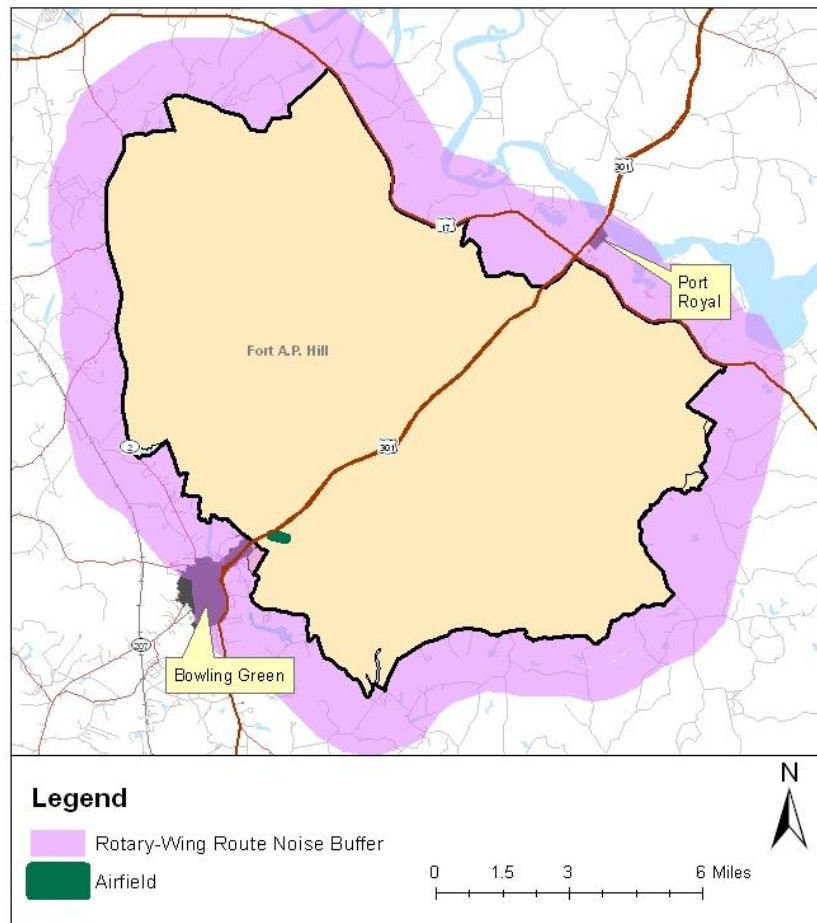 301
17
Port
Royal
Fort A.P. Hill
301
2
207
Bowling Green
N
Legend
Rotary-Wing Route Noise Buffer
Airfield
0 1.5 3 6 Miles